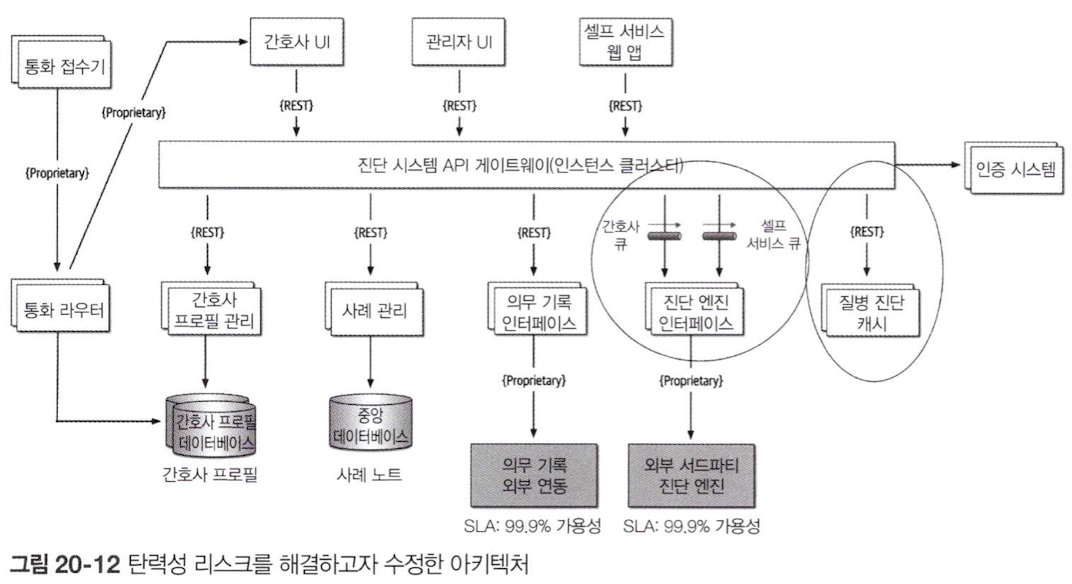 통화 접수기
간호사 UI
관리자 UI
셀프 서비스
웹 앱
{Proprietary}
{REST}
{REST}
{REST}
{Proprietary}
진단 시스템 API 게이트웨이(인스턴스 클러스터)
인증 시스템
{REST}
{REST}
{REST}
간호사
큐
셀프
서비스 큐
{REST}
통화 라우터
간호사
프로필 관리
사례 관리
의무 기록
인터페이스
진단 엔진
인터페이스
질병 진단
캐시
{Proprietary}
{Proprietary}
간호사 프로필
데이터베이스
중앙
데이터베이스
의무 기록
외부 연동
외부 서드파티
진단 엔진
간호사 프로필
사례 노트
SLA: 99.9% 가용성
SLA: 99.9% 가용성
그림 20-12 탄력성 리스크를 해결하고자 수정한 아키텍처